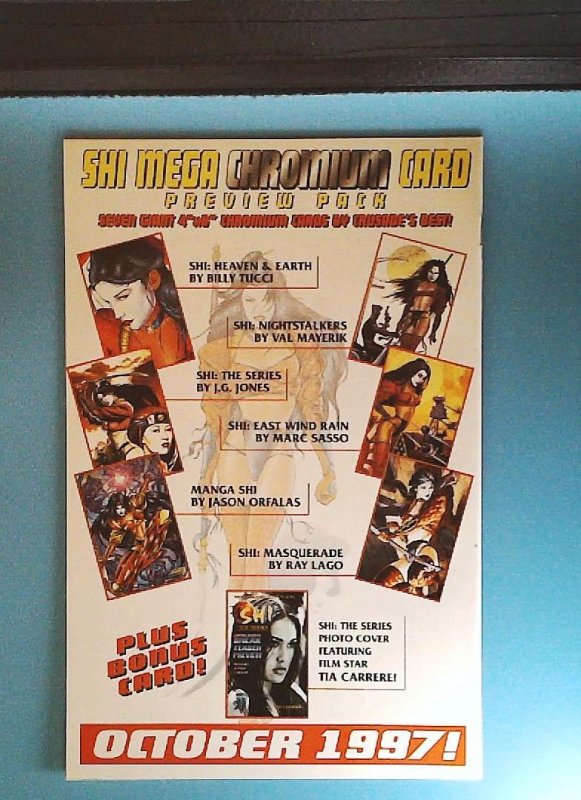 SHI MEGA CHROMIUM CARD
PREVIEW PACK
SEVEN GIANT 4"x8" CHROMIUM CARDS BY CRUSADE'S BEST!
SHI: HEAVEN & EARTH
BY BILLY TUCCI
SHI: NIGHTSTALKERS
BY VAL MAYERIK
SHI: THE SERIES
BY J.G. JONES
SHI: EAST WIND RAIN
BY MARC SASSO
MANGA SHI
BY JASON ORFALAS
SHI: MASQUERADE
BY RAY LAGO
PLUS
BONUS
CARD!
SHI
SHI: THE SERIES
PHOTO COVER
FEATURING
FILM STAR
TIA CARRERE!
OCTOBER 1997!